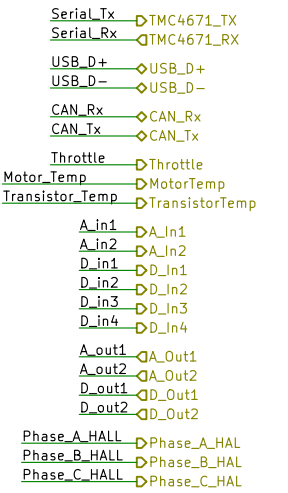 Serial_Tx TMC4671_TX
Serial_Rx TMC4671_RX
USB_D+ USB_D+
USB_D- USB_D-
CAN_Rx CAN_Rx
CAN_Tx CAN_Tx
Throttle Throttle
Motor_Temp MotorTemp
Transistor_Temp TransistorTemp
A_in1 A_In1
A_in2 A_In2
D_in1 D_In1
D_in2 D_In2
D_in3 D_In3
D_in4 D_In4
A_out1 A_Out1
A_out2 A_Out2
D_out1 D_Out1
D_out2 D_Out2
Phase_A_HALL Phase_A_HAL
Phase_B_HALL Phase_B_HAL
Phase_C_HALL Phase_C_HAL